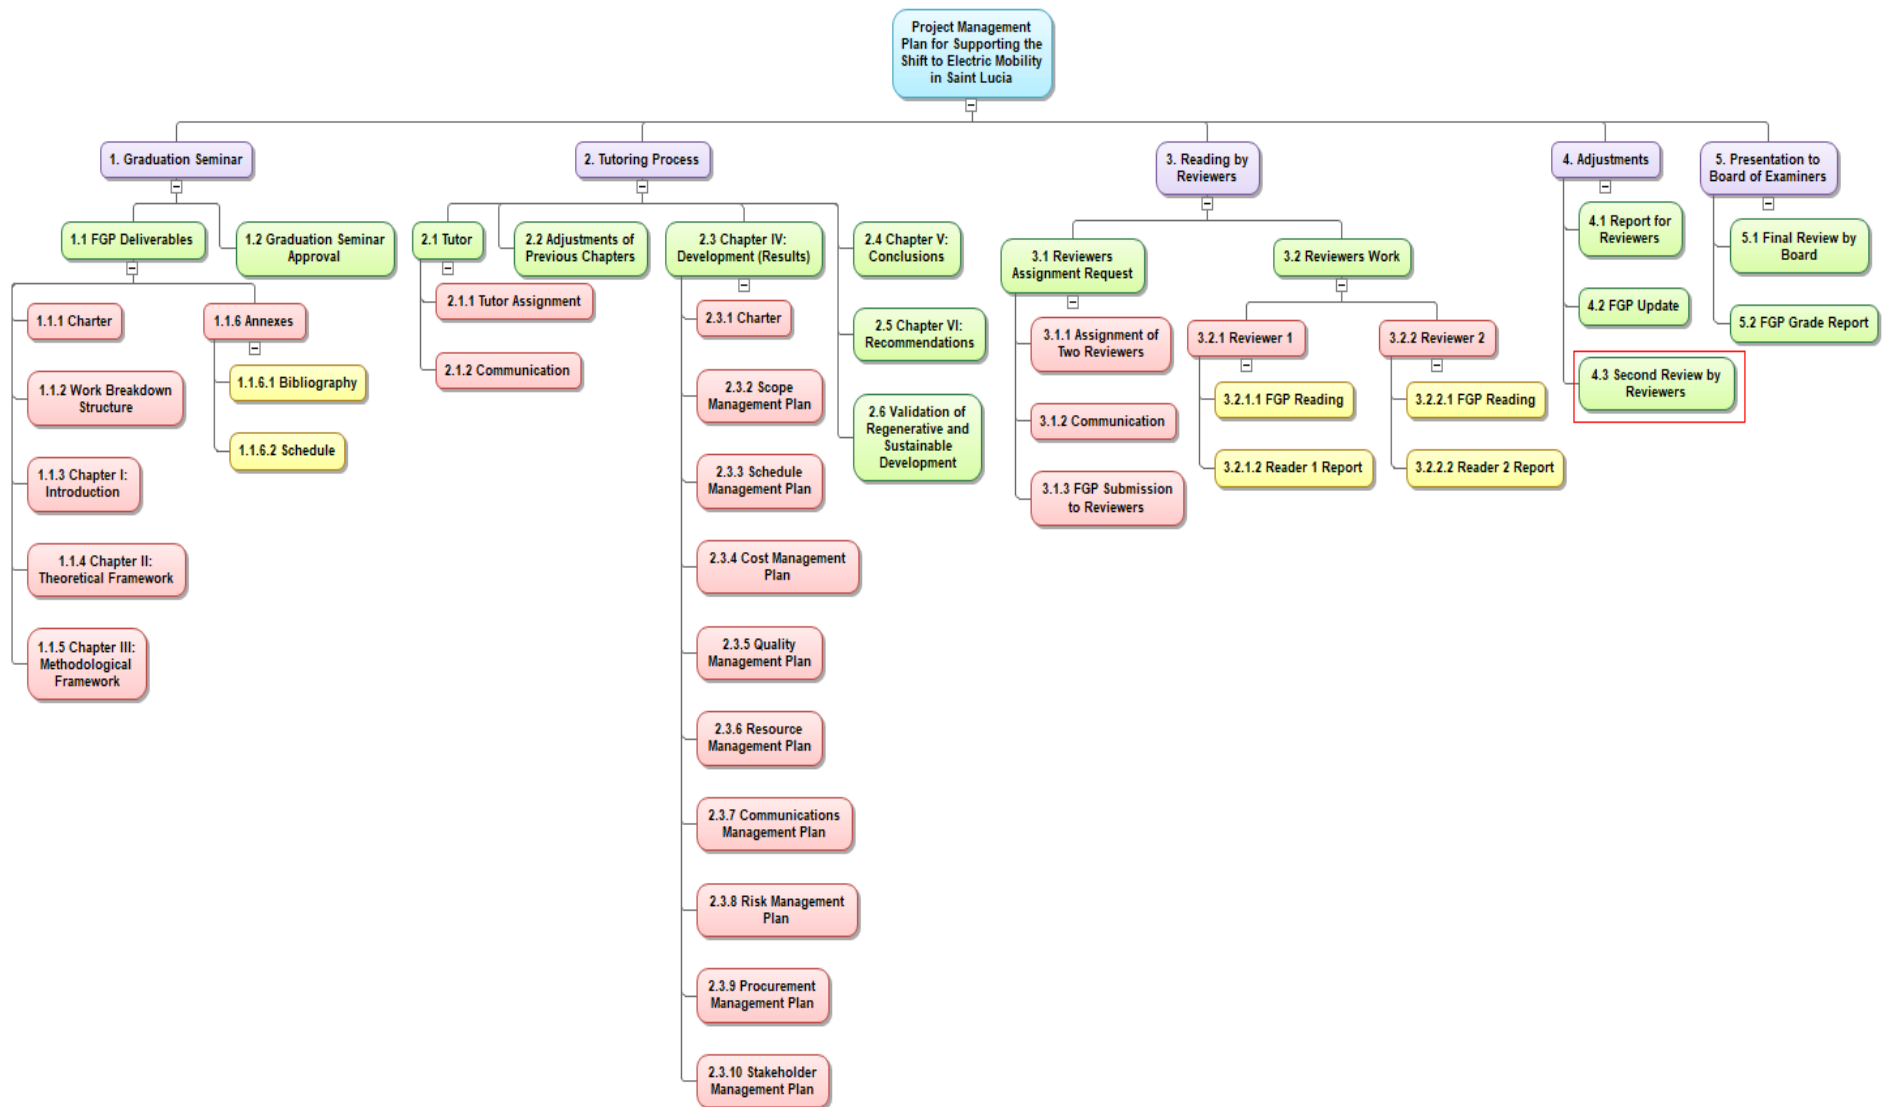 Project Management
Plan for Supporting the
Shift to Electric Mobility
in Saint Lucia
1. Graduation Seminar
2. Tutoring Process
3. Reading by
Reviewers
4. Adjustments
5. Presentation to
Board of Examiners
1.1 FGP Deliverables
1.2 Graduation Seminar
Approval
1.1.1 Charter
1.1.2 Work Breakdown
Structure
1.1.3 Chapter I:
Introduction
1.1.4 Chapter II:
Theoretical Framework
1.1.5 Chapter III:
Methodological
Framework
1.1.6 Annexes
1.1.6.1 Bibliography
1.1.6.2 Schedule
2.1 Tutor
2.1.1 Tutor Assignment
2.1.2 Communication
2.2 Adjustments of
Previous Chapters
2.3 Chapter IV:
Development (Results)
2.3.1 Charter
2.3.2 Scope
Management Plan
2.3.3 Schedule
Management Plan
2.3.4 Cost Management
Plan
2.3.5 Quality
Management Plan
2.3.6 Resource
Management Plan
2.3.7 Communications
Management Plan
2.3.8 Risk Management
Plan
2.3.9 Procurement
Management Plan
2.3.10 Stakeholder
Management Plan
2.4 Chapter V:
Conclusions
2.5 Chapter VI:
Recommendations
2.6 Validation of
Regenerative and
Sustainable
Development
3.1 Reviewers
Assignment Request
3.1.1 Assignment of
Two Reviewers
3.1.2 Communication
3.1.3 FGP Submission
to Reviewers
3.2 Reviewers Work
3.2.1 Reviewer 1
3.2.1.1 FGP Reading
3.2.1.2 Reader 1 Report
3.2.2 Reviewer 2
3.2.2.1 FGP Reading
3.2.2.2 Reader 2 Report
4.1 Report for
Reviewers
4.2 FGP Update
4.3 Second Review by
Reviewers
5.1 Final Review by
Board
5.2 FGP Grade Report